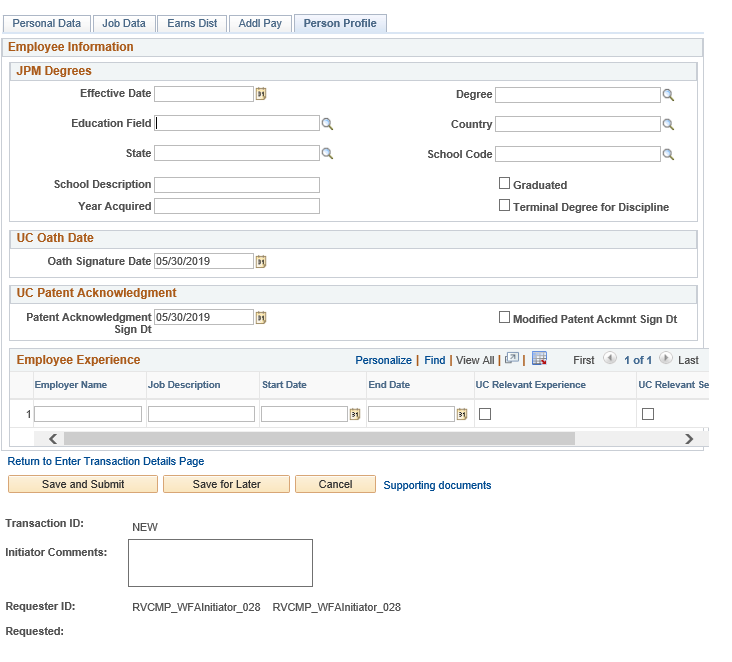 Personal Data Job Data Earns Dist Addl Pay Person Profile
Employee Information
JPM Degrees
Effective Date 31 Degree
Education Field Country
State School Code
School Description Graduated
Year Acquired Terminal Degree for Discipline
UC Oath Date
Oath Signature Date 05/30/2019 31
UC Patent Acknowledgment
Patent Acknowledgment 05/30/2019 31 Modified Patent Ackmnt Sign Dt
Sign Dt
Employee Experience Personalize | Find | View All | | First 1 of 1 Last
Employer Name Job Description Start Date End Date UC Relevant Experience UC Relevant Se
1 31 31
Return to Enter Transaction Details Page
Save and Submit Save for Later Cancel Supporting documents
Transaction ID: NEW
Initiator Comments:
Requester ID: RVCMP_WFAInitiator_028 RVCMP_WFAInitiator_028
Requested: